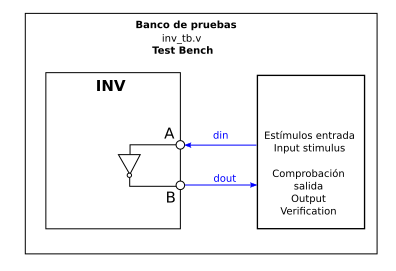 Banco de pruebas
inv_tb.v
Test Bench
INV
A
din
B
dout
Estímulos entrada
Input stimulus
Comprobación
salida
Output
Verification